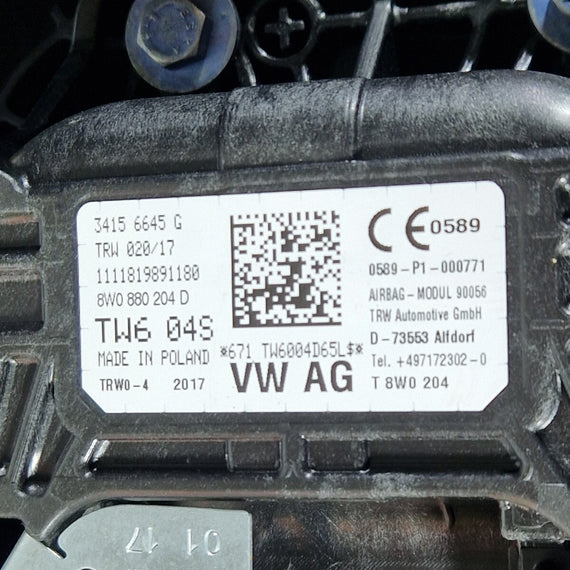 3415 6645 G
TRW 020/17
1111819891180
8W0 880 204 D
TW6 04S
MADE IN POLAND
TRW0-4 2017
*671 TW6004D65L$*
VW AG
CE 0589
0589-P1-000771
AIRBAG-MODUL 90056
TRW Automotive GmbH
D-73553 Alfdorf
Tel. +497172302-0
T 8W0 204
01 17